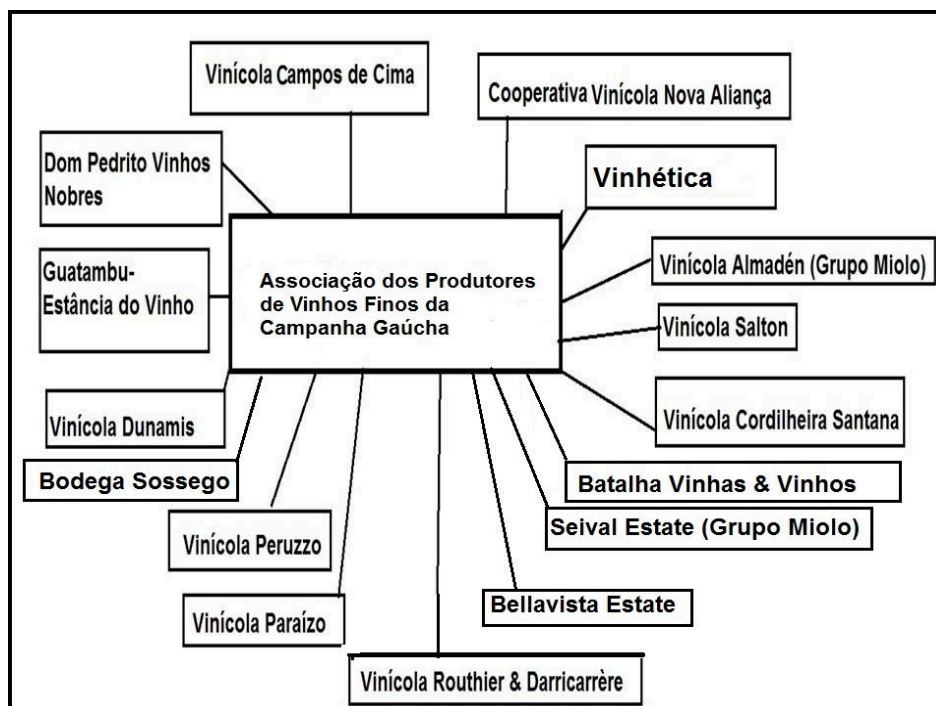 Vinícola Campos de Cima
Cooperativa Vinícola Nova Aliança
Dom Pedrito Vinhos
Nobres
Vinhética
Guatambu-
Estância do Vinho
Associação dos Produtores
de Vinhos Finos da
Campanha Gaúcha
Vinícola Almadén (Grupo Miolo)
Vinícola Salton
Vinícola Dunamis
Vinícola Cordilheira Santana
Bodega Sossego
Batalha Vinhas & Vinhos
Seival Estate (Grupo Miolo)
Vinícola Peruzzo
Bellavista Estate
Vinícola Paraízo
Vinícola Routhier & Darricarrère